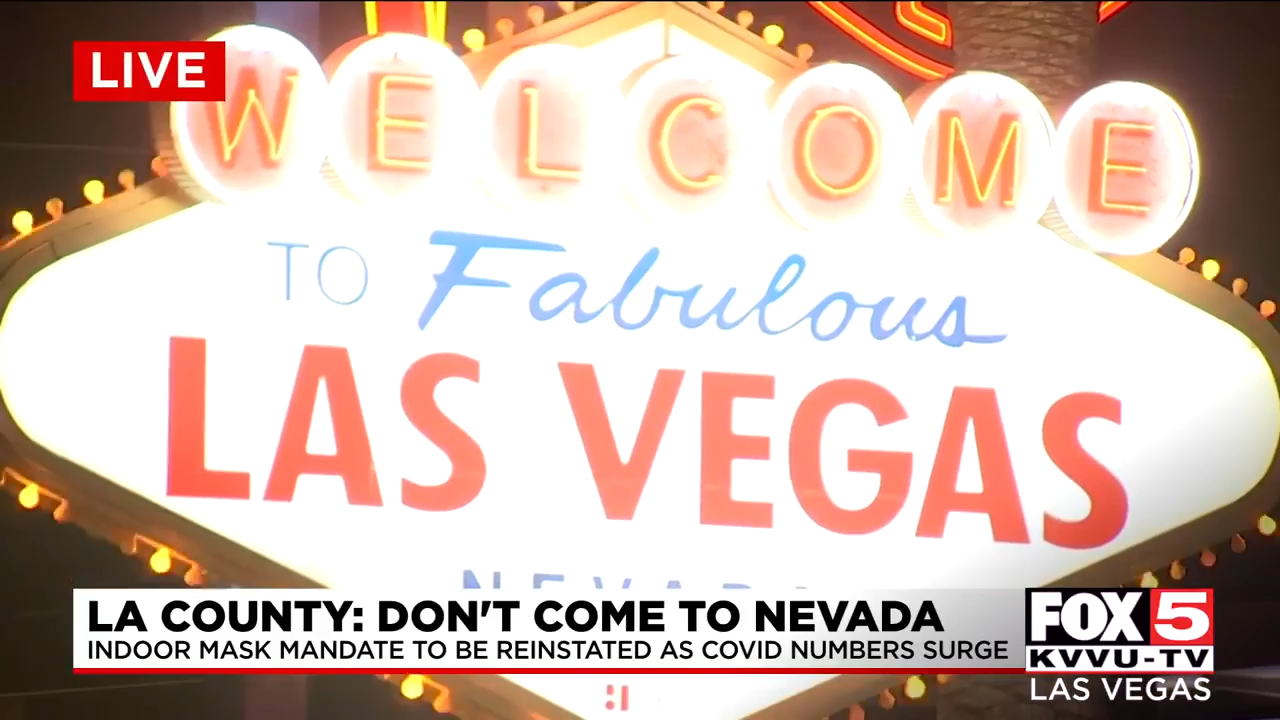 LIVE
WELCOME
TO Fabulous
LAS VEGAS
NEVADA
LA COUNTY: DON'T COME TO NEVADA
INDOOR MASK MANDATE TO BE REINSTATED AS COVID NUMBERS SURGE
FOX 5
KVVU-TV
LAS VEGAS